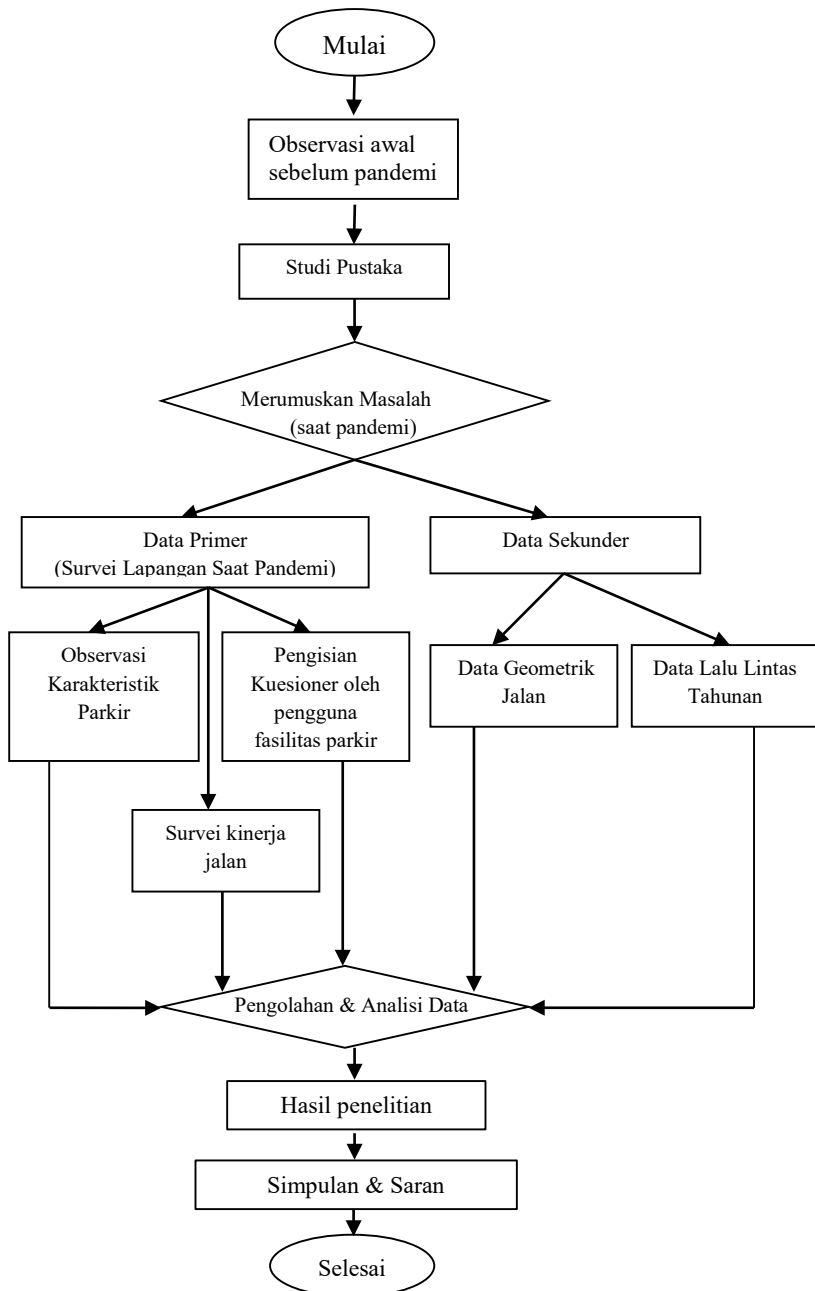 Mulai
Observasi awal
sebelum pandemi
Studi Pustaka
Merumuskan Masalah
(saat pandemi)
Data Primer
(Survei Lapangan Saat Pandemi)
Data Sekunder
Observasi
Karakteristik
Parkir
Pengisian
Kuesioner oleh
pengguna
fasilitas parkir
Data Geometrik
Jalan
Data Lalu Lintas
Tahunan
Survei kinerja
jalan
Pengolahan & Analisi Data
Hasil penelitian
Simpulan & Saran
Selesai